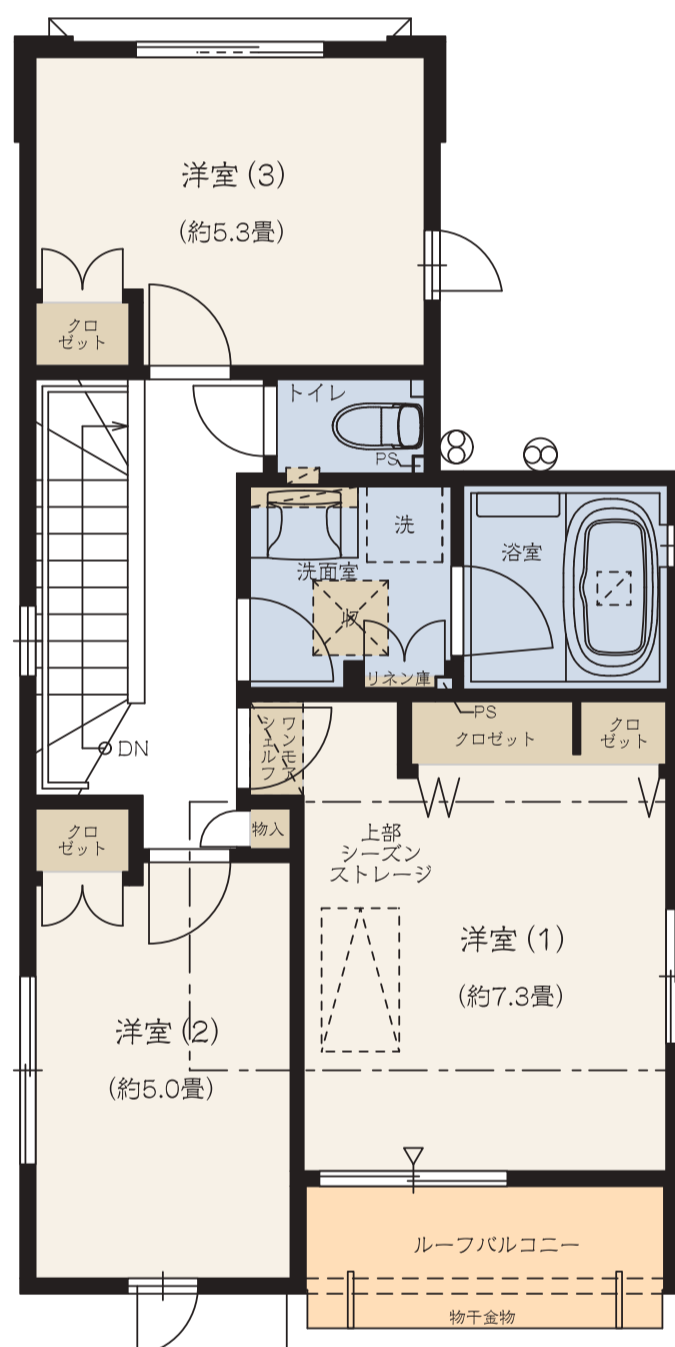 洋室(3)
(約5.3畳)
クロ
ゼット
トイレ
PS
洗
洗面室
収
浴室
リネン庫
PS
DN
ワンモア
シェルフ
クロゼット
クロ
ゼット
クロ
ゼット
物入
上部
シーズン
ストレージ
洋室(1)
(約7.3畳)
洋室(2)
(約5.0畳)
ルーフバルコニー
物干金物